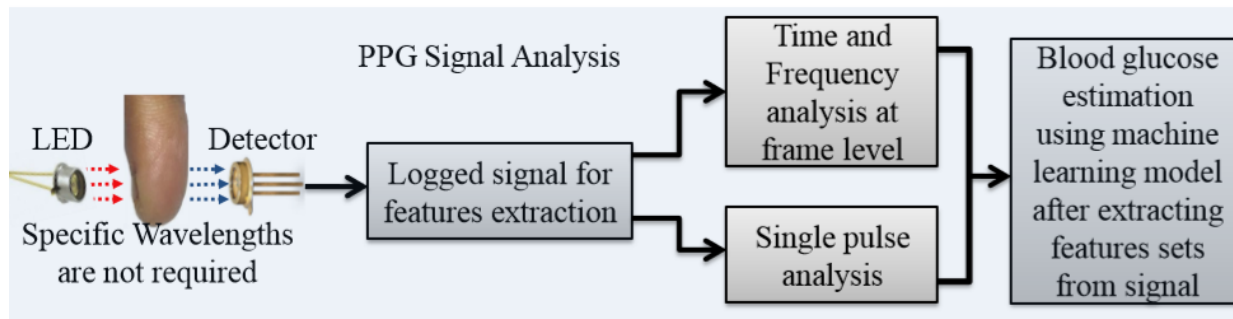 PPG Signal Analysis
LED
Detector
Specific Wavelengths
are not required
Logged signal for
features extraction
Time and
Frequency
analysis at
frame level
Single pulse
analysis
Blood glucose
estimation
using machine
learning model
after extracting
features sets
from signal